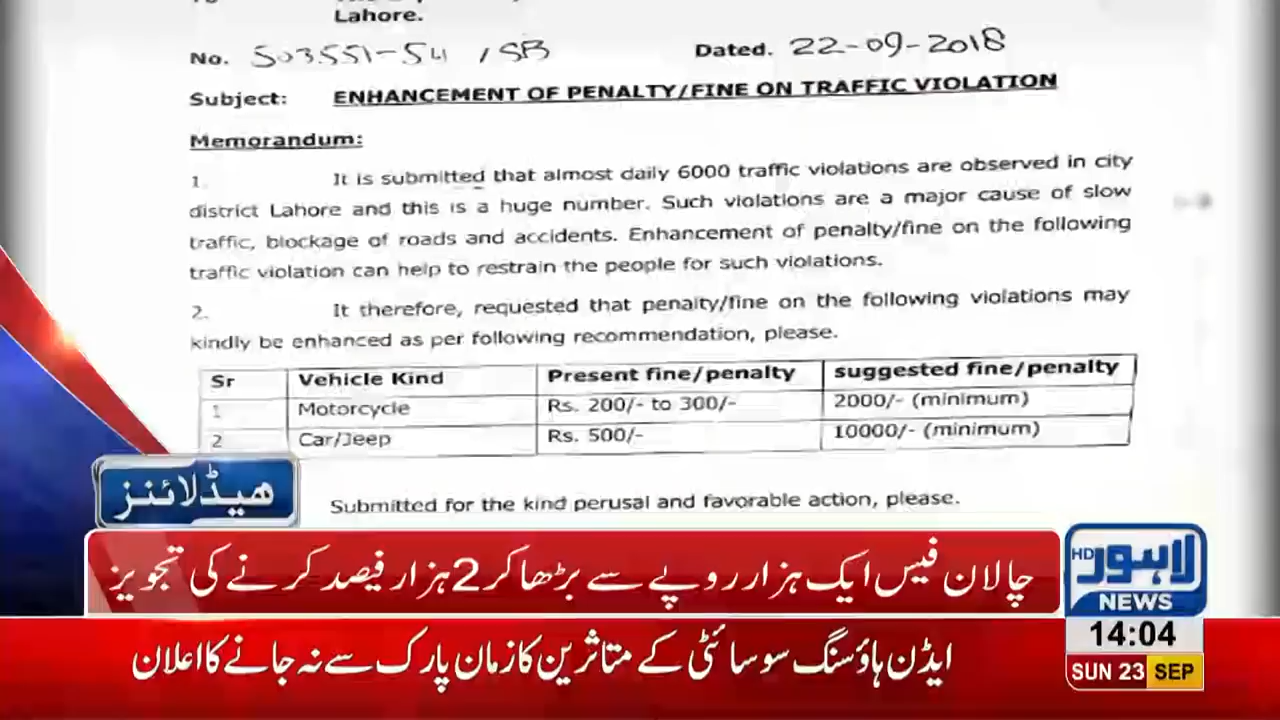 Lahore.
No. 503551-54 /SB Dated. 22-09-2018
Subject: ENHANCEMENT OF PENALTY/FINE ON TRAFFIC VIOLATION
Memorandum:
1. It is submitted that almost daily 6000 traffic violations are observed in city
district Lahore and this is a huge number. Such violations are a major cause of slow
traffic, blockage of roads and accidents. Enhancement of penalty/fine on the following
traffic violation can help to restrain the people for such violations.
2. It therefore, requested that penalty/fine on the following violations may
kindly be enhanced as per following recommendation, please.
Sr Vehicle Kind Present fine/penalty suggested fine/penalty
1 Motorcycle Rs. 200/- to 300/- 2000/- (minimum)
2 Car/Jeep Rs. 500/- 10000/- (minimum)
Submitted for the kind perusal and favorable action, please.
ھیڈلائنز
چالان فیس ایک ہزار روپے سے بڑھا کر 2 ہزار فیصد کرنے کی تجویز
ایڈن ہاؤسنگ سوسائٹی کے متاثرین کا زمان پارک سے نہ جانے کا اعلان
لاہور HD
NEWS
14:04
SUN 23 SEP